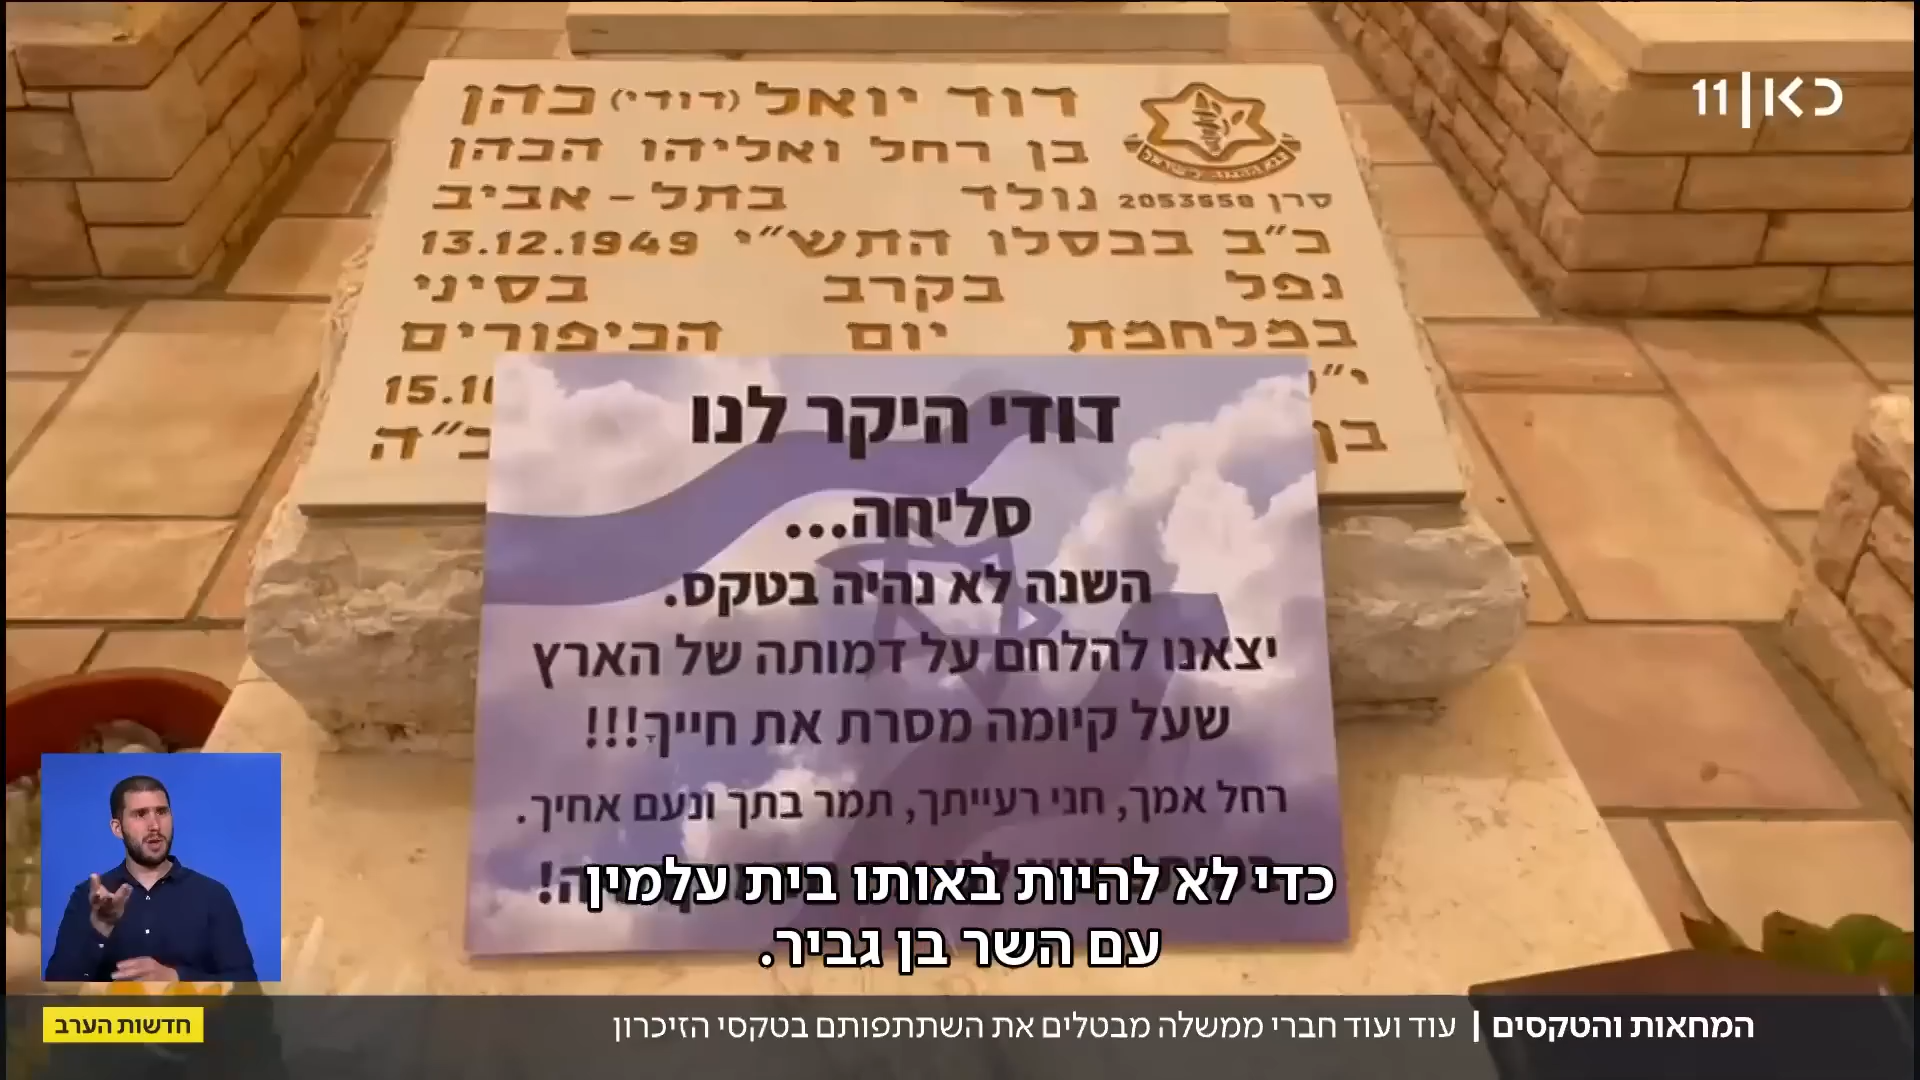 כאן 11
דוד יואל (דודי) כהן
בן רחל ואליהו הכהן
סרן 2053558 נולד בתל-אביב
כ"ב בכסלו התש"י 13.12.1949
נפל בקרב בסיני
במלחמת יום הכיפורים
בן כ"ה
דודי היקר לנו
סליחה...
השנה לא נהיה בטקס.
יצאנו להלחם על דמותה של הארץ
שעל קיומה מסרת את חייךָ!!!
רחל אמך, חני רעייתך, תמר בתך ונעם אחיך.
כדי לא להיות באותו בית עלמין
עם השר בן גביר.
המחאות והטקסים | עוד ועוד חברי ממשלה מבטלים את השתתפותם בטקסי הזיכרון
חדשות הערב